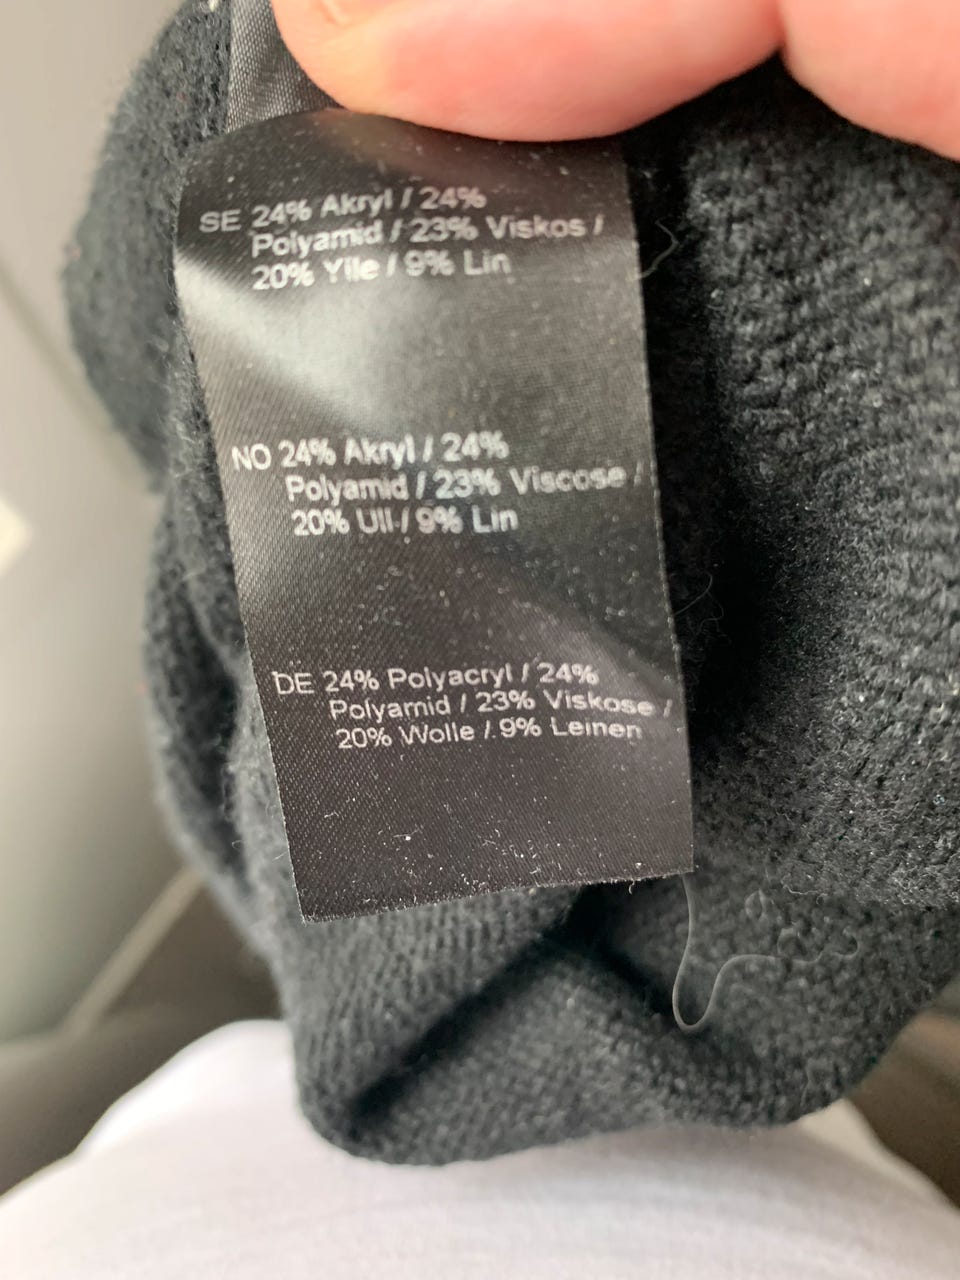 SE 24% Akryl / 24%
Polyamid / 23% Viskos /
20% Ylle / 9% Lin
NO 24% Akryl / 24%
Polyamid / 23% Viscose /
20% Ull / 9% Lin
DE 24% Polyacryl / 24%
Polyamid / 23% Viskose /
20% Wolle / 9% Leinen